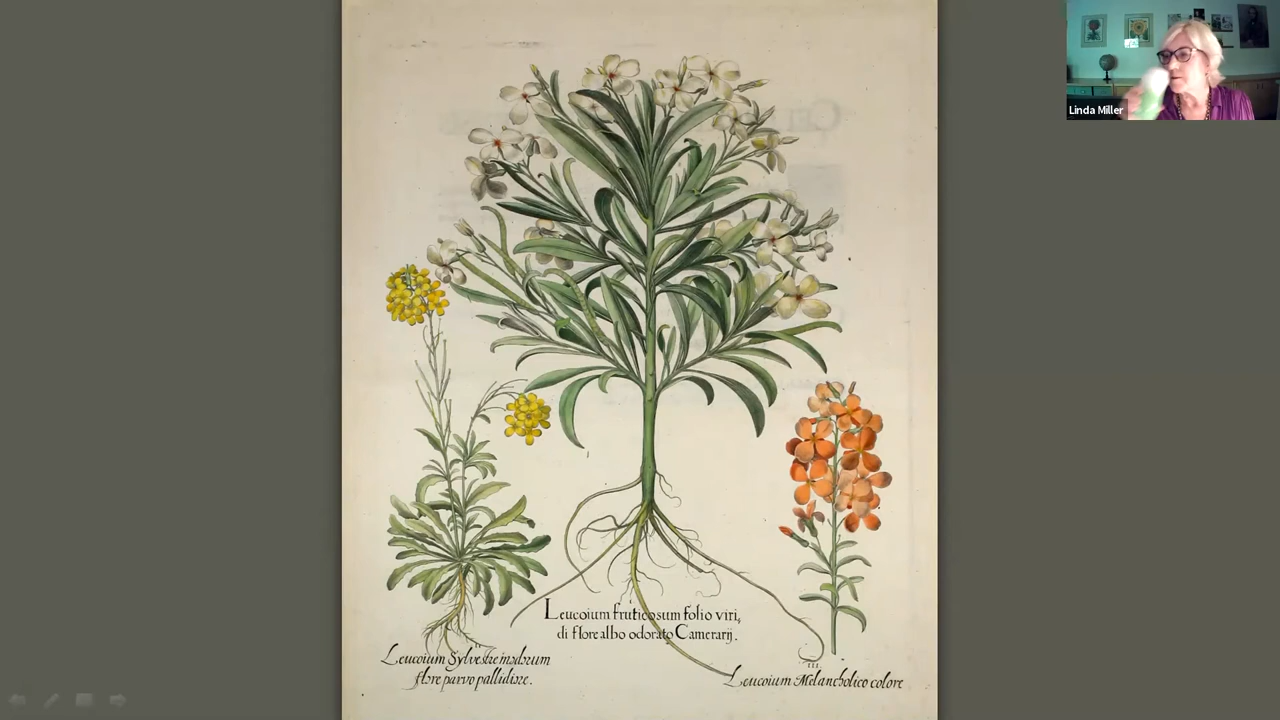 Linda Miller
Leucoium fruticosum folio viri,
di flore albo odorato Camerarij.
Leucoium Sylvestre inodorum
flore parvo pallidiore.
III.
Leucoium Melancholico colore